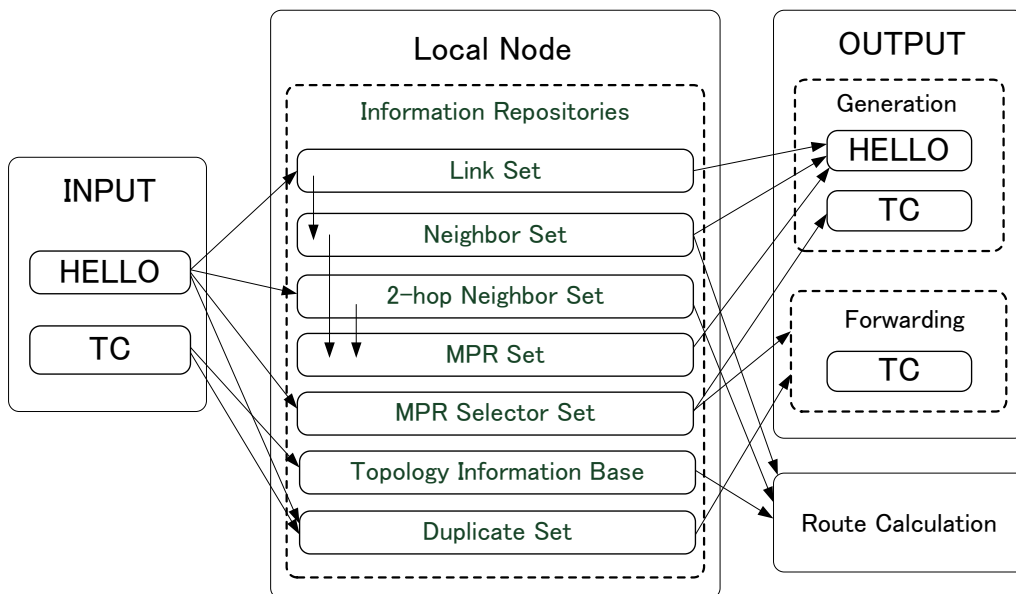 INPUT
HELLO
TC
Local Node
Information Repositories
Link Set
Neighbor Set
2-hop Neighbor Set
MPR Set
MPR Selector Set
Topology Information Base
Duplicate Set
OUTPUT
Generation
HELLO
TC
Forwarding
TC
Route Calculation